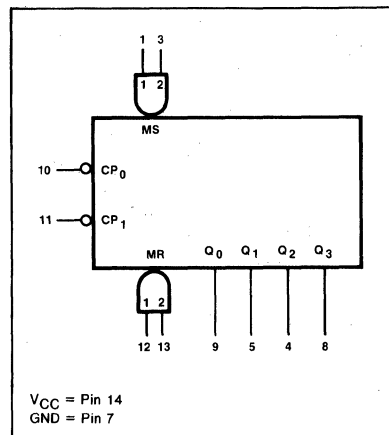 1 3
1 2
MS
10 CP0
11 CP1
MR Q0 Q1 Q2 Q3
1 2
12 13 9 5 4 8
VCC = Pin 14
GND = Pin 7